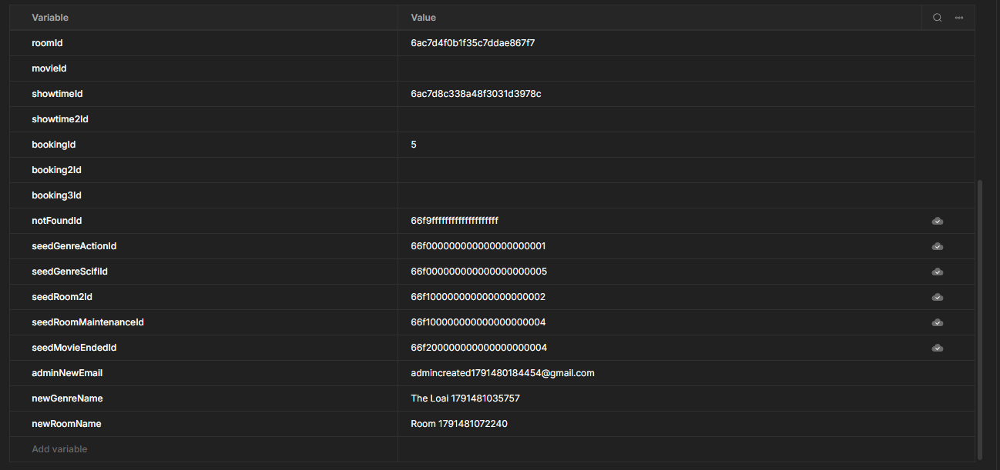 Variable Value
roomId 6ac7d4f0b1f35c7ddae867f7
movieId
showtimeId 6ac7d8c338a48f3031d3978c
showtime2Id
bookingId 5
booking2Id
booking3Id
notFoundId 66f9ffffffffffffffffffff
seedGenreActionId 66f000000000000000000001
seedGenreScifiId 66f000000000000000000005
seedRoom2Id 66f100000000000000000002
seedRoomMaintenanceId 66f100000000000000000004
seedMovieEndedId 66f200000000000000000004
adminNewEmail admincreated1791480184454@gmail.com
newGenreName The Loai 1791481035757
newRoomName Room 1791481072240
Add variable